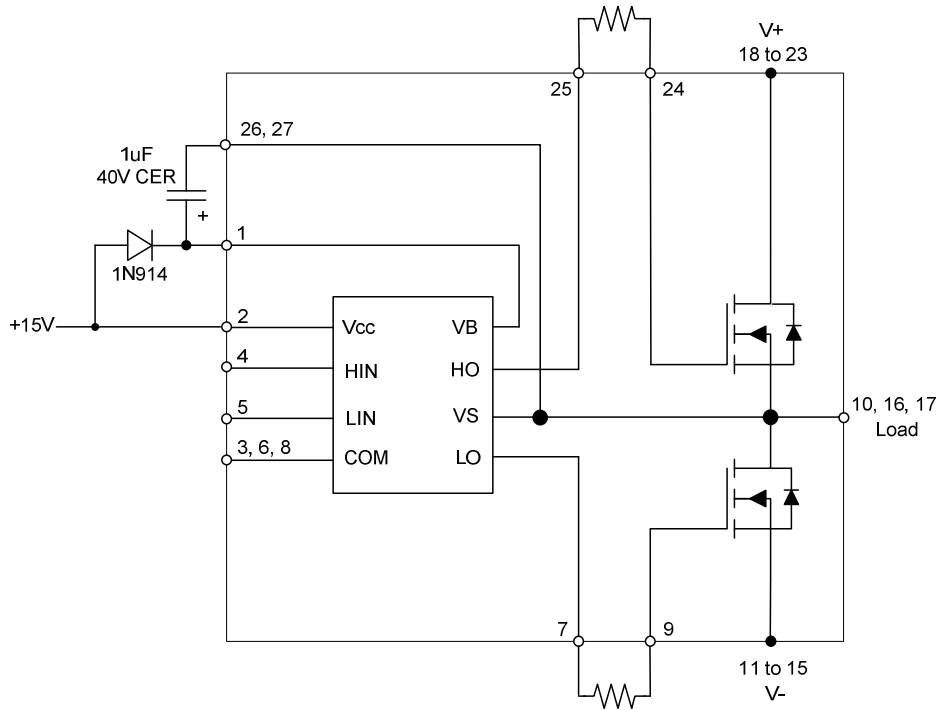 V+
18 to 23
25
24
26, 27
1uF
40V CER
+
1
1N914
+15V
2
Vcc
VB
4
HIN
HO
5
LIN
VS
10, 16, 17
Load
3, 6, 8
COM
LO
7
9
11 to 15
V-